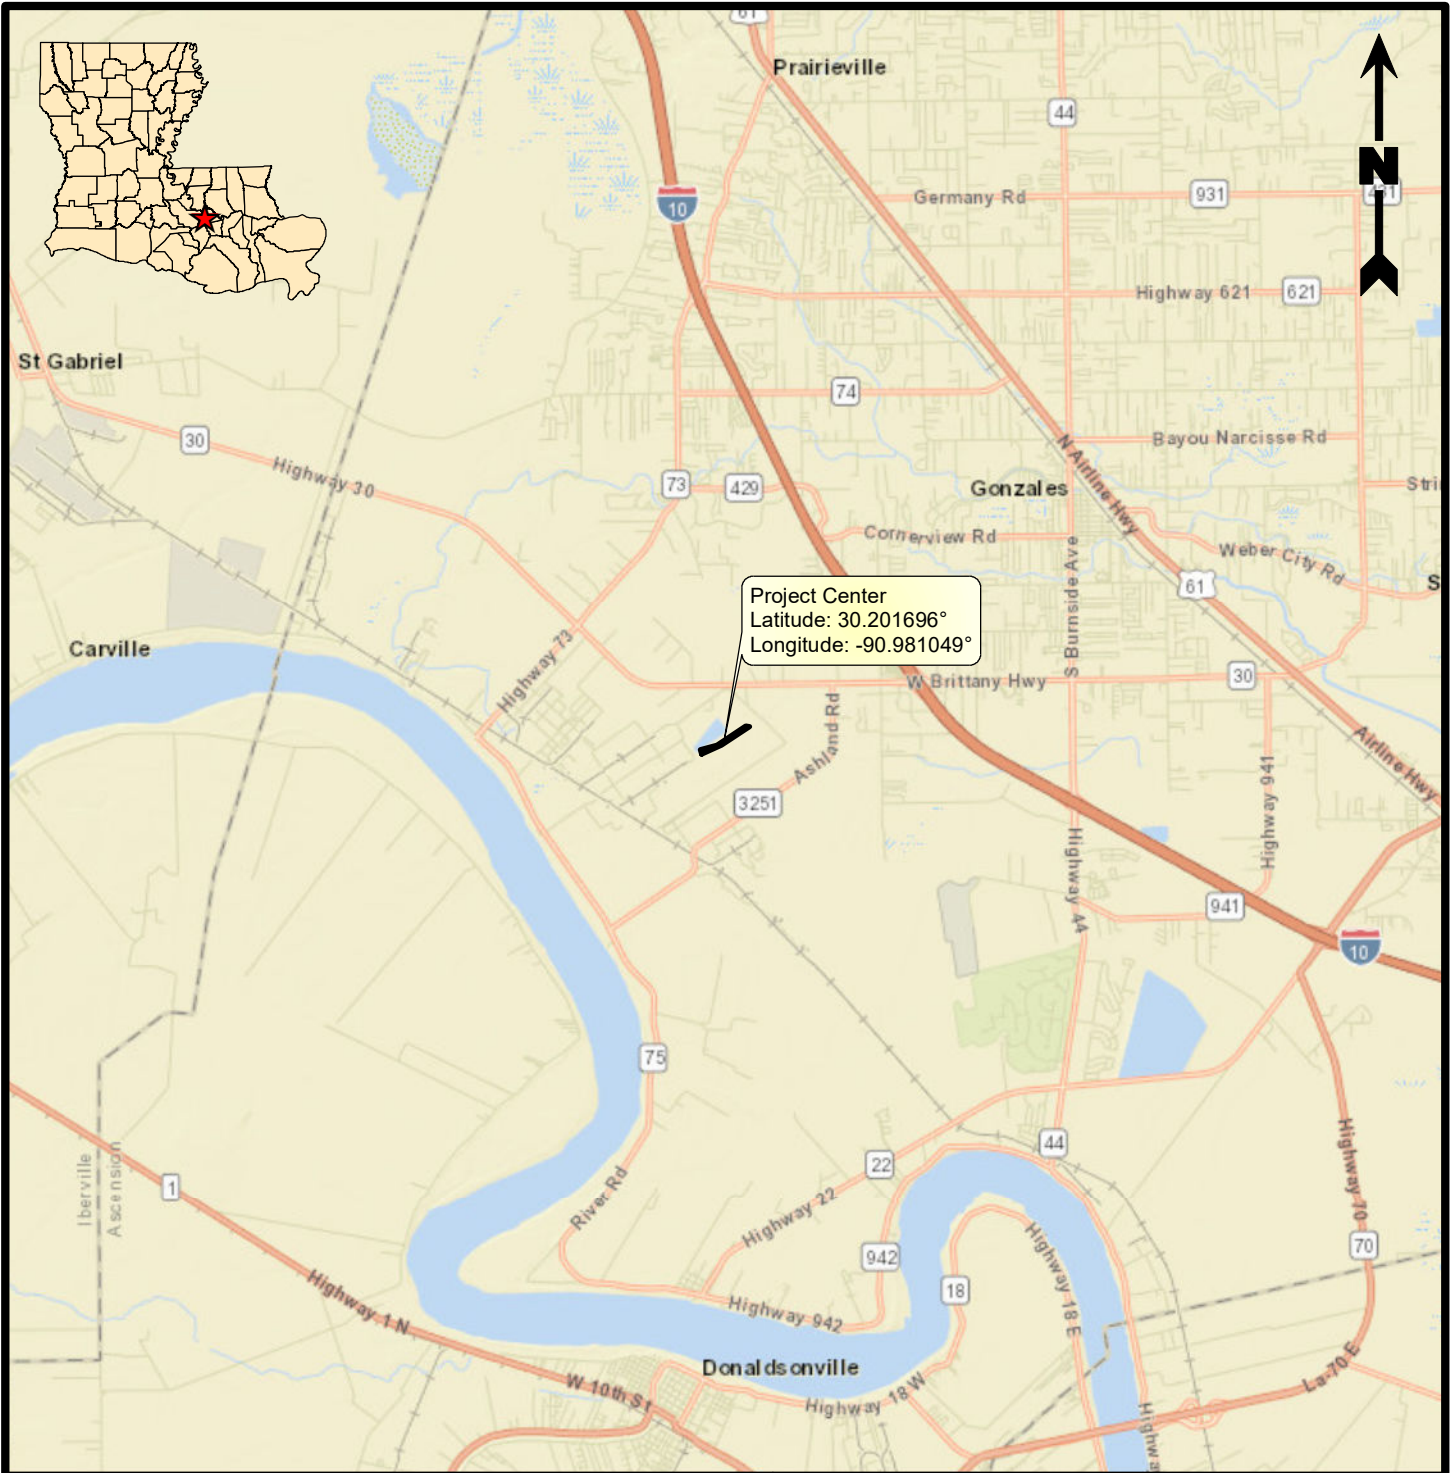 61
Prairieville
44
N
10
Germany Rd
931
431
Highway 621
621
St Gabriel
74
30
Highway 30
Bayou Narcisse Rd
N Airline Hwy
73
429
Gonzales
Cornerview Rd
Weber City Rd
S Burnside Ave
61
Project Center
Latitude: 30.201696°
Longitude: -90.981049°
Carville
Highway 73
W Brittany Hwy
30
Ashland Rd
Airline Hwy
3251
Highway 941
Highway 44
941
10
75
Iberville
Ascension
1
44
22
River Rd
Highway 22
Highway 70
942
18
Highway 18 E
70
Highway 1 N
Highway 942
Donaldsonville
W 10th St
Highway 18 W
La-70 E